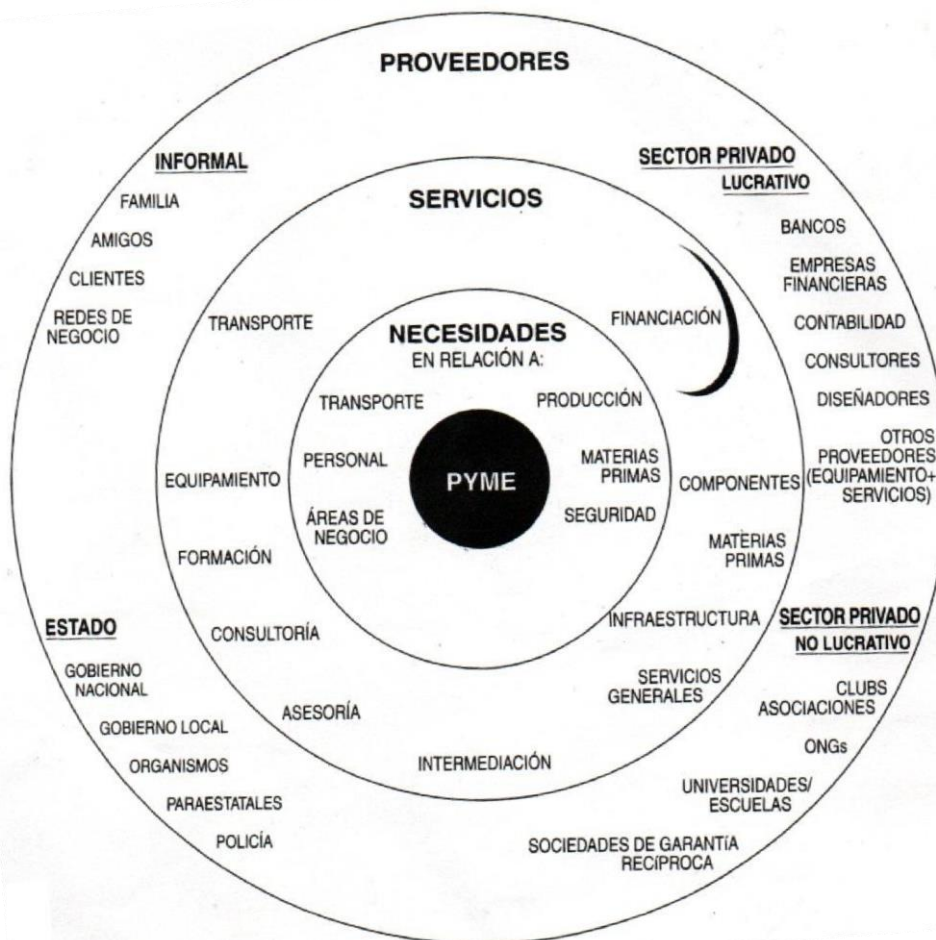 PROVEEDORES
INFORMAL
FAMILIA
AMIGOS
CLIENTES
REDES DE
NEGOCIO
SECTOR PRIVADO
LUCRATIVO
BANCOS
EMPRESAS
FINANCIERAS
CONTABILIDAD
CONSULTORES
DISEÑADORES
OTROS
PROVEEDORES
(EQUIPAMIENTO+
SERVICIOS)
SERVICIOS
TRANSPORTE
FINANCIACIÓN
EQUIPAMIENTO
COMPONENTES
FORMACIÓN
MATERIAS
PRIMAS
CONSULTORÍA
INFRAESTRUCTURA
ASESORÍA
SERVICIOS
GENERALES
INTERMEDIACIÓN
NECESIDADES
EN RELACIÓN A:
TRANSPORTE
PRODUCCIÓN
PERSONAL
MATERIAS
PRIMAS
ÁREAS DE
NEGOCIO
SEGURIDAD
PYME
ESTADO
GOBIERNO
NACIONAL
GOBIERNO LOCAL
ORGANISMOS
PARAESTATALES
POLICÍA
SECTOR PRIVADO
NO LUCRATIVO
CLUBS
ASOCIACIONES
ONGs
UNIVERSIDADES/
ESCUELAS
SOCIEDADES DE GARANTÍA
RECÍPROCA